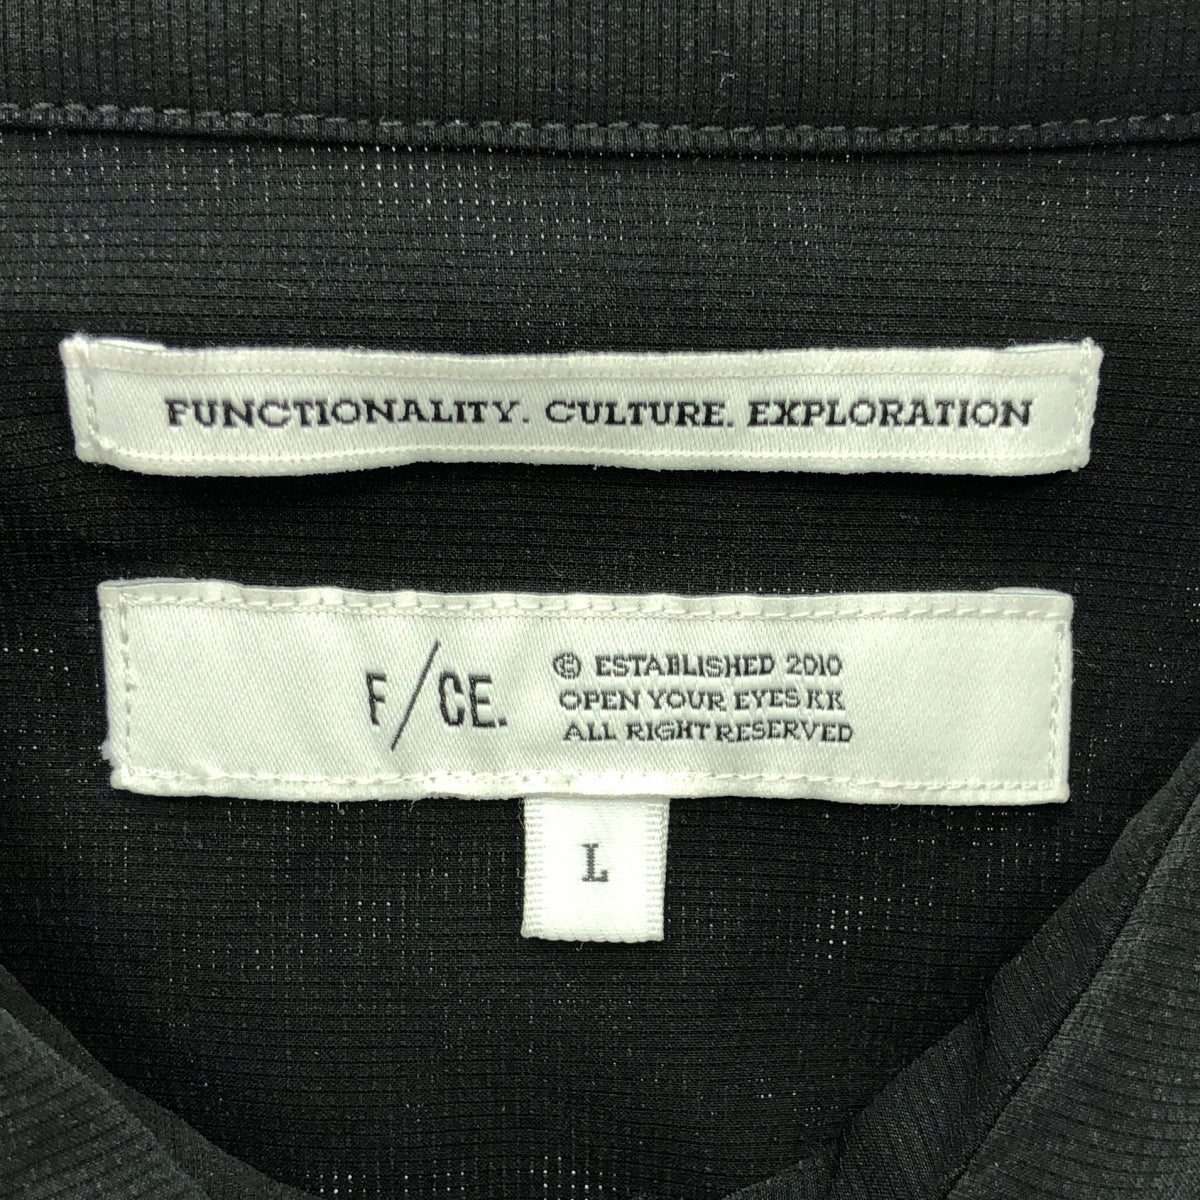 FUNCTIONALITY. CULTURE. EXPLORATION
F/CE.
© ESTABLISHED 2010
OPEN YOUR EYES KK
ALL RIGHT RESERVED
L